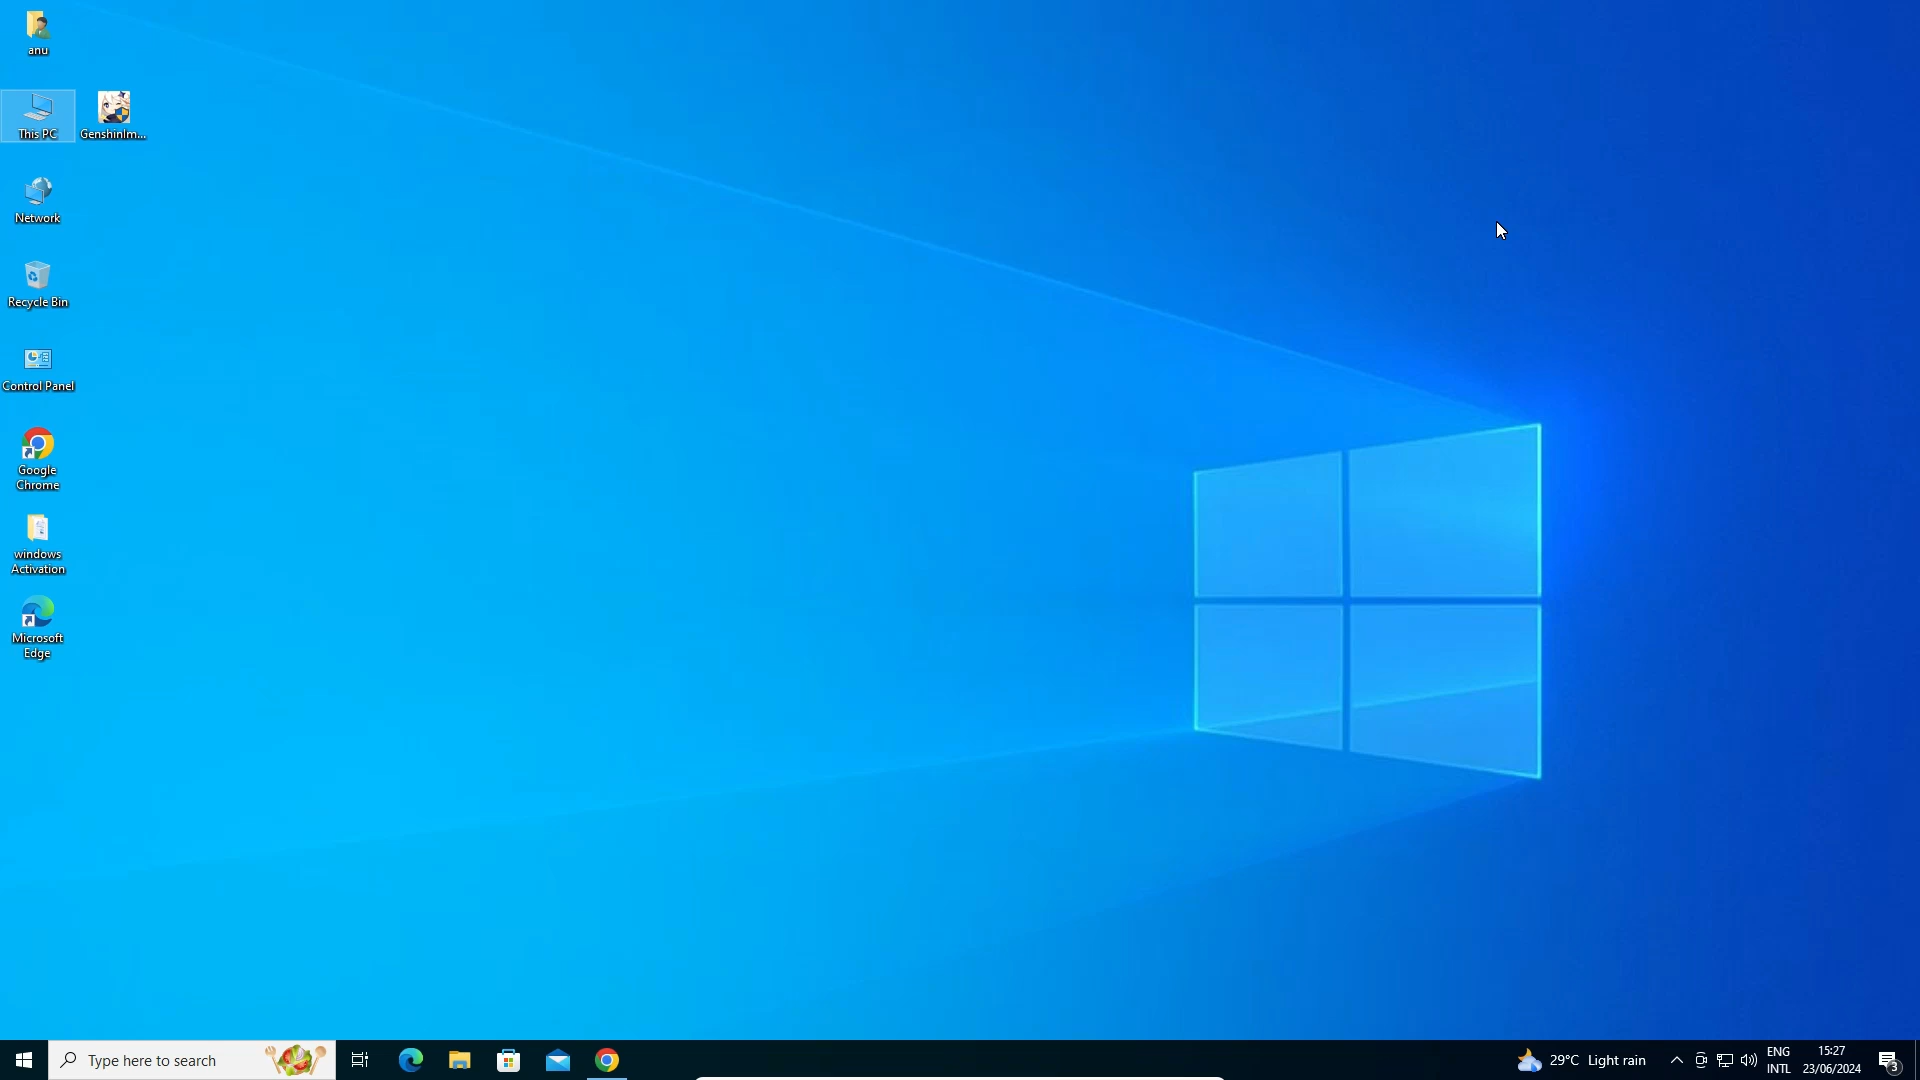 anu
This PC
GenshinIm...
Network
Recycle Bin
Control Panel
Google
Chrome
windows
Activation
Microsoft
Edge
Type here to search
29°C Light rain
ENG
INTL
15:27
23/06/2024
3